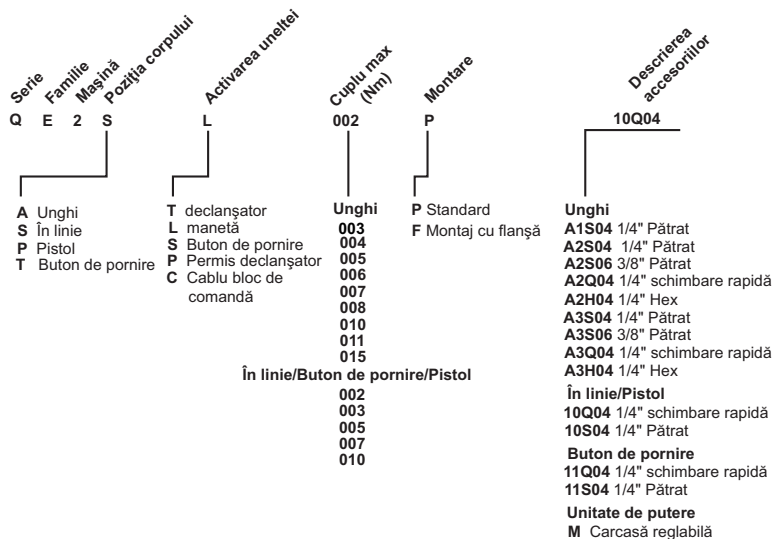 Serie
Familie
Mașină
Poziţia corpului
Activarea uneltei
Cuplu max
(Nm)
Montare
Descrierea
accesoriilor
Q E 2 S L 002 P 10Q04
A Unghi
S În linie
P Pistol
T Buton de pornire
T declanşator
L manetă
S Buton de pornire
P Permis declanşator
C Cablu bloc de
comandă
Unghi
003
004
005
006
007
008
010
011
015
În linie/Buton de pornire/Pistol
002
003
005
007
010
P Standard
F Montaj cu flanşă
Unghi
A1S04 1/4" Pătrat
A2S04 1/4" Pătrat
A2S06 3/8" Pătrat
A2Q04 1/4" schimbare rapidă
A2H04 1/4" Hex
A3S04 1/4" Pătrat
A3S06 3/8" Pătrat
A3Q04 1/4" schimbare rapidă
A3H04 1/4" Hex
În linie/Pistol
10Q04 1/4" schimbare rapidă
10S04 1/4" Pătrat
Buton de pornire
11Q04 1/4" schimbare rapidă
11S04 1/4" Pătrat
Unitate de putere
M Carcasă reglabilă